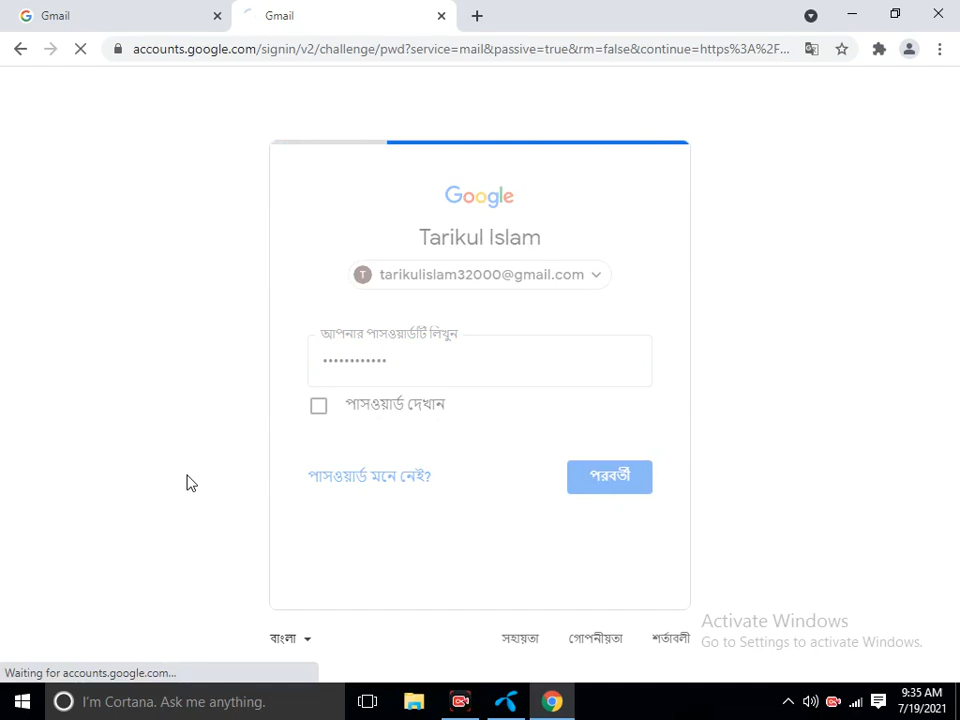 Gmail
Gmail
accounts.google.com/signin/v2/challenge/pwd?service=mail&passive=true&rm=false&continue=https%3A%2F...
Google
Tarikul Islam
T tarikulislam32000@gmail.com
আপনার পাসওয়ার্ডটি লিখুন
••••••••••••
পাসওয়ার্ড দেখান
পাসওয়ার্ড মনে নেই?
পরবর্তী
বাংলা
সহায়তা গোপনীয়তা শর্তাবলী
Activate Windows
Go to Settings to activate Windows.
Waiting for accounts.google.com...
I'm Cortana. Ask me anything.
9:35 AM
7/19/2021